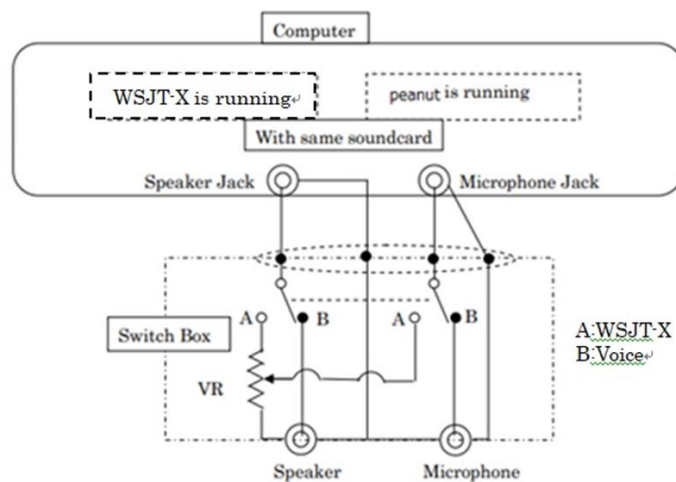 Computer
WSJT-X is running↵
peanut is running
With same soundcard
Speaker Jack
Microphone Jack
A
B
A
B
Switch Box
A:WSJT-X
B:Voice↵
VR
Speaker
Microphone